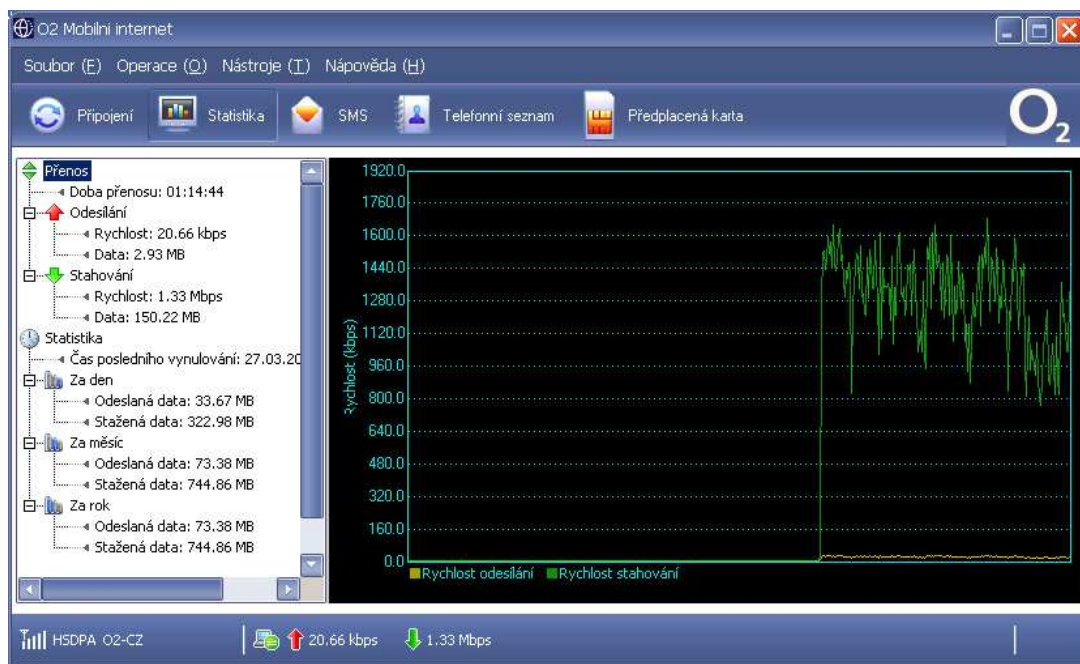 O2 Mobilni internet
Soubor (F) Operace (O) Nástroje (T) Nápověda (H)
Připojení Statistika SMS Telefonní seznam Předplacená karta O2
Přenos
Doba přenosu: 01:14:44
Odesílání
Rychlost: 20.66 kbps
Data: 2.93 MB
Stahování
Rychlost: 1.33 Mbps
Data: 150.22 MB
Statistika
Čas posledního vynulování: 27.03.20
Za den
Odeslaná data: 33.67 MB
Stažená data: 322.98 MB
Za měsíc
Odeslaná data: 73.38 MB
Stažená data: 744.86 MB
Za rok
Odeslaná data: 73.38 MB
Stažená data: 744.86 MB
Rychlost (kbps)
1920.0
1760.0
1600.0
1440.0
1280.0
1120.0
960.0
800.0
640.0
480.0
320.0
160.0
0.0
Rychlost odesílání Rychlost stahování
HSDPA O2-CZ 20.66 kbps 1.33 Mbps